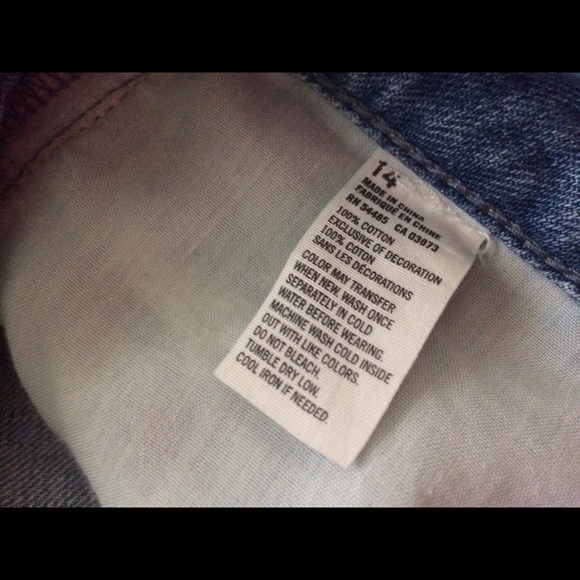 14
MADE IN CHINA
FABRIQUE EN CHINE
RN 54485 CA 03873
100% COTTON
EXCLUSIVE OF DECORATION
100% COTON
SANS LES DÉCORATIONS
COLOR MAY TRANSFER
WHEN NEW. WASH ONCE
SEPARATELY IN COLD
WATER BEFORE WEARING.
MACHINE WASH COLD INSIDE
OUT WITH LIKE COLORS.
DO NOT BLEACH.
TUMBLE DRY LOW.
COOL IRON IF NEEDED.